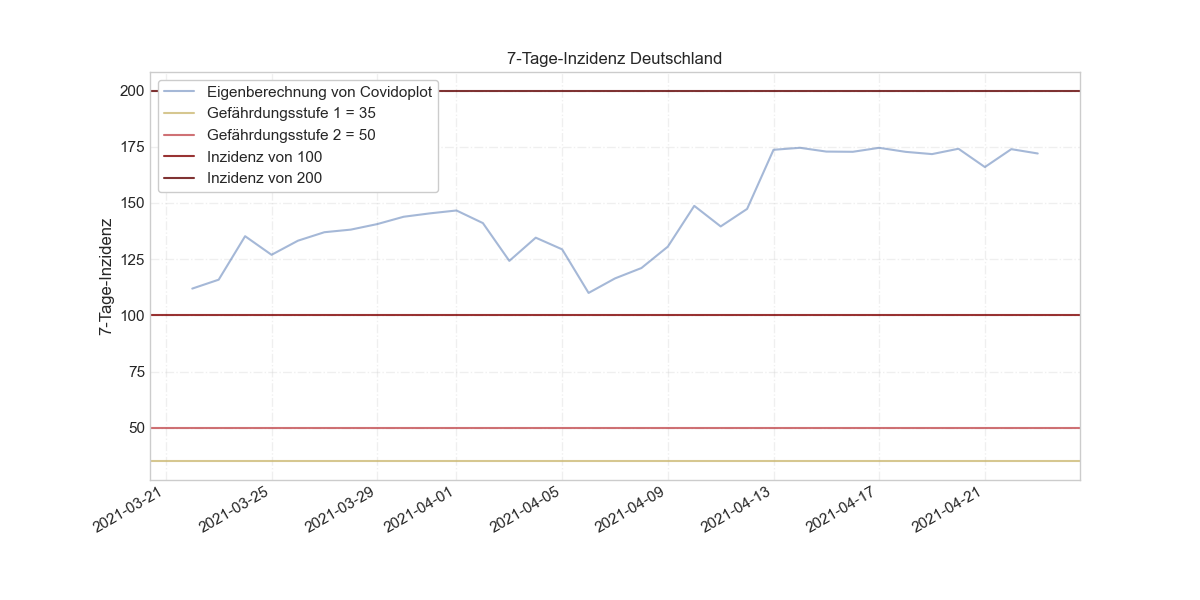 7-Tage-Inzidenz Deutschland
Eigenberechnung von Covidoplot
Gefährdungsstufe 1 = 35
Gefährdungsstufe 2 = 50
Inzidenz von 100
Inzidenz von 200
7-Tage-Inzidenz
200
175
150
125
100
75
50
2021-03-21
2021-03-25
2021-03-29
2021-04-01
2021-04-05
2021-04-09
2021-04-13
2021-04-17
2021-04-21